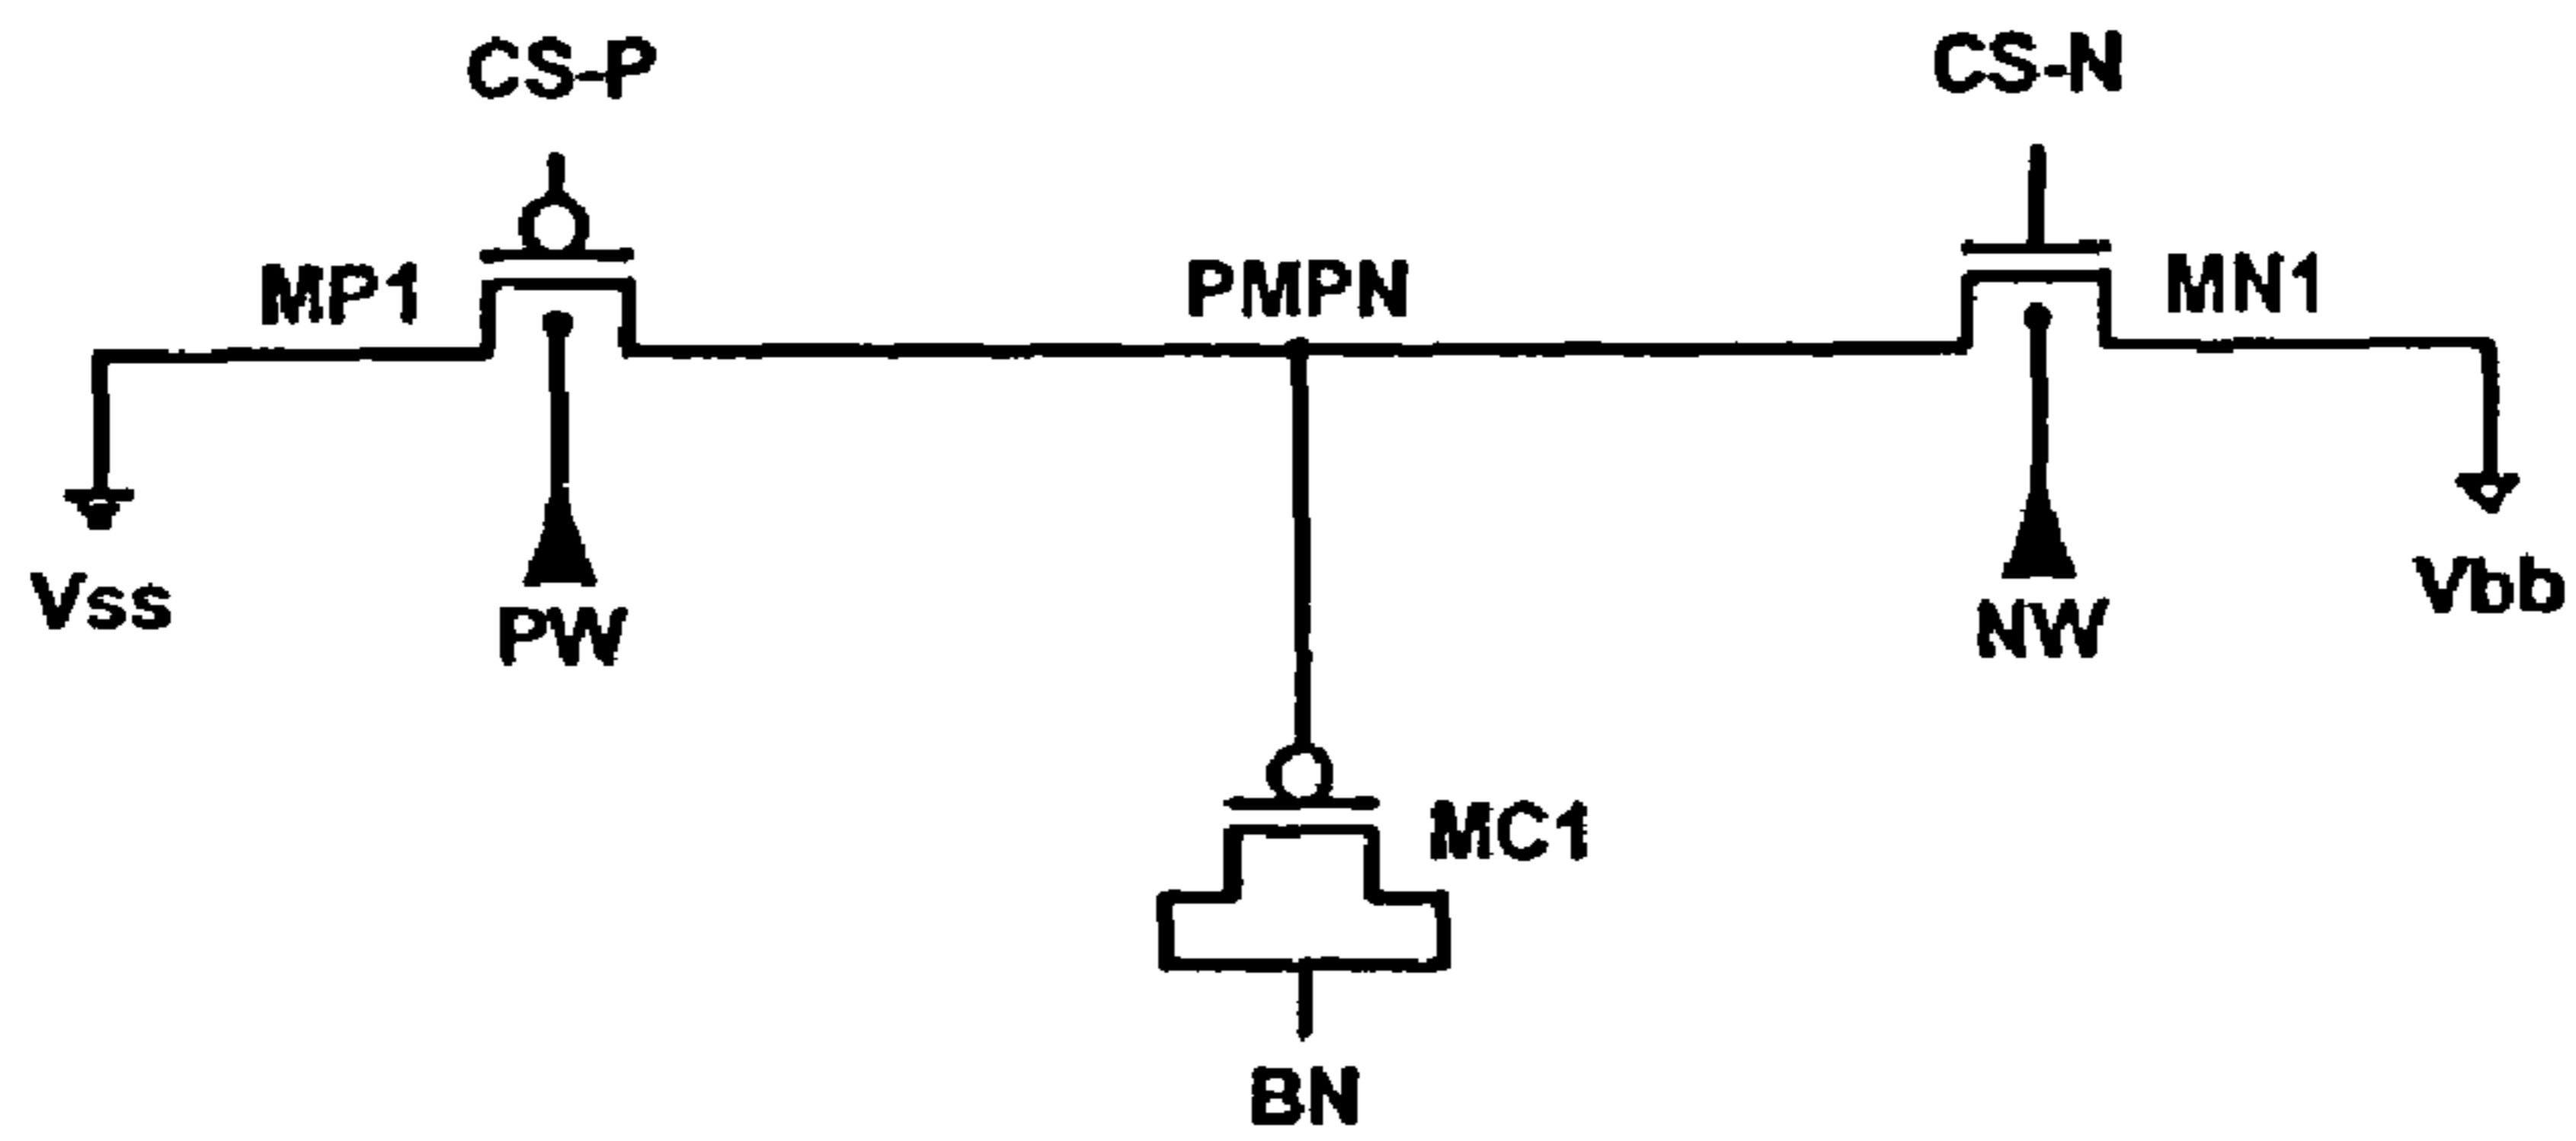 CS-P
CS-N
MP1
PMPN
MN1
Vss
PW
NW
Vbb
MC1
BN